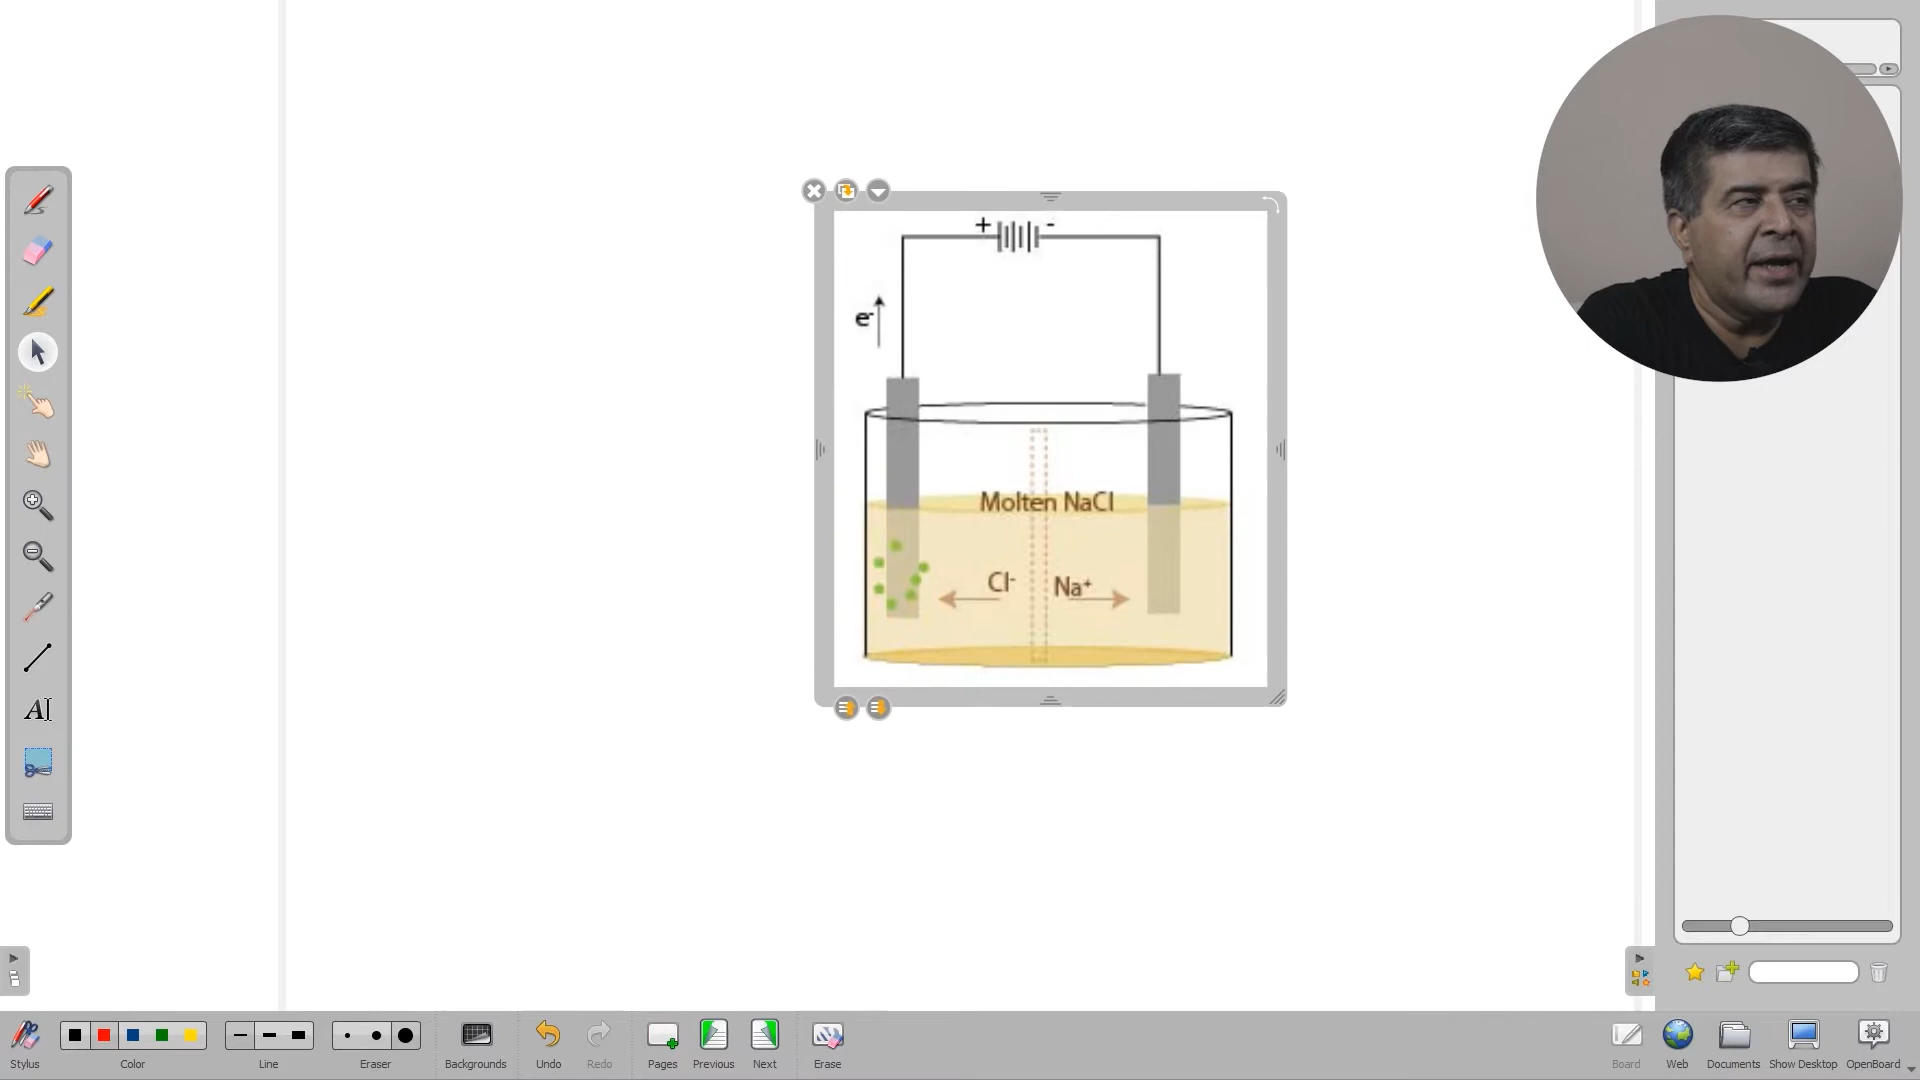 + -
e-
Molten NaCl
Cl- Na+
AI
Stylus
Color
Line
Eraser
Backgrounds
Undo
Redo
Pages
Previous
Next
Erase
Board
Web
Documents
Show Desktop
OpenBoard